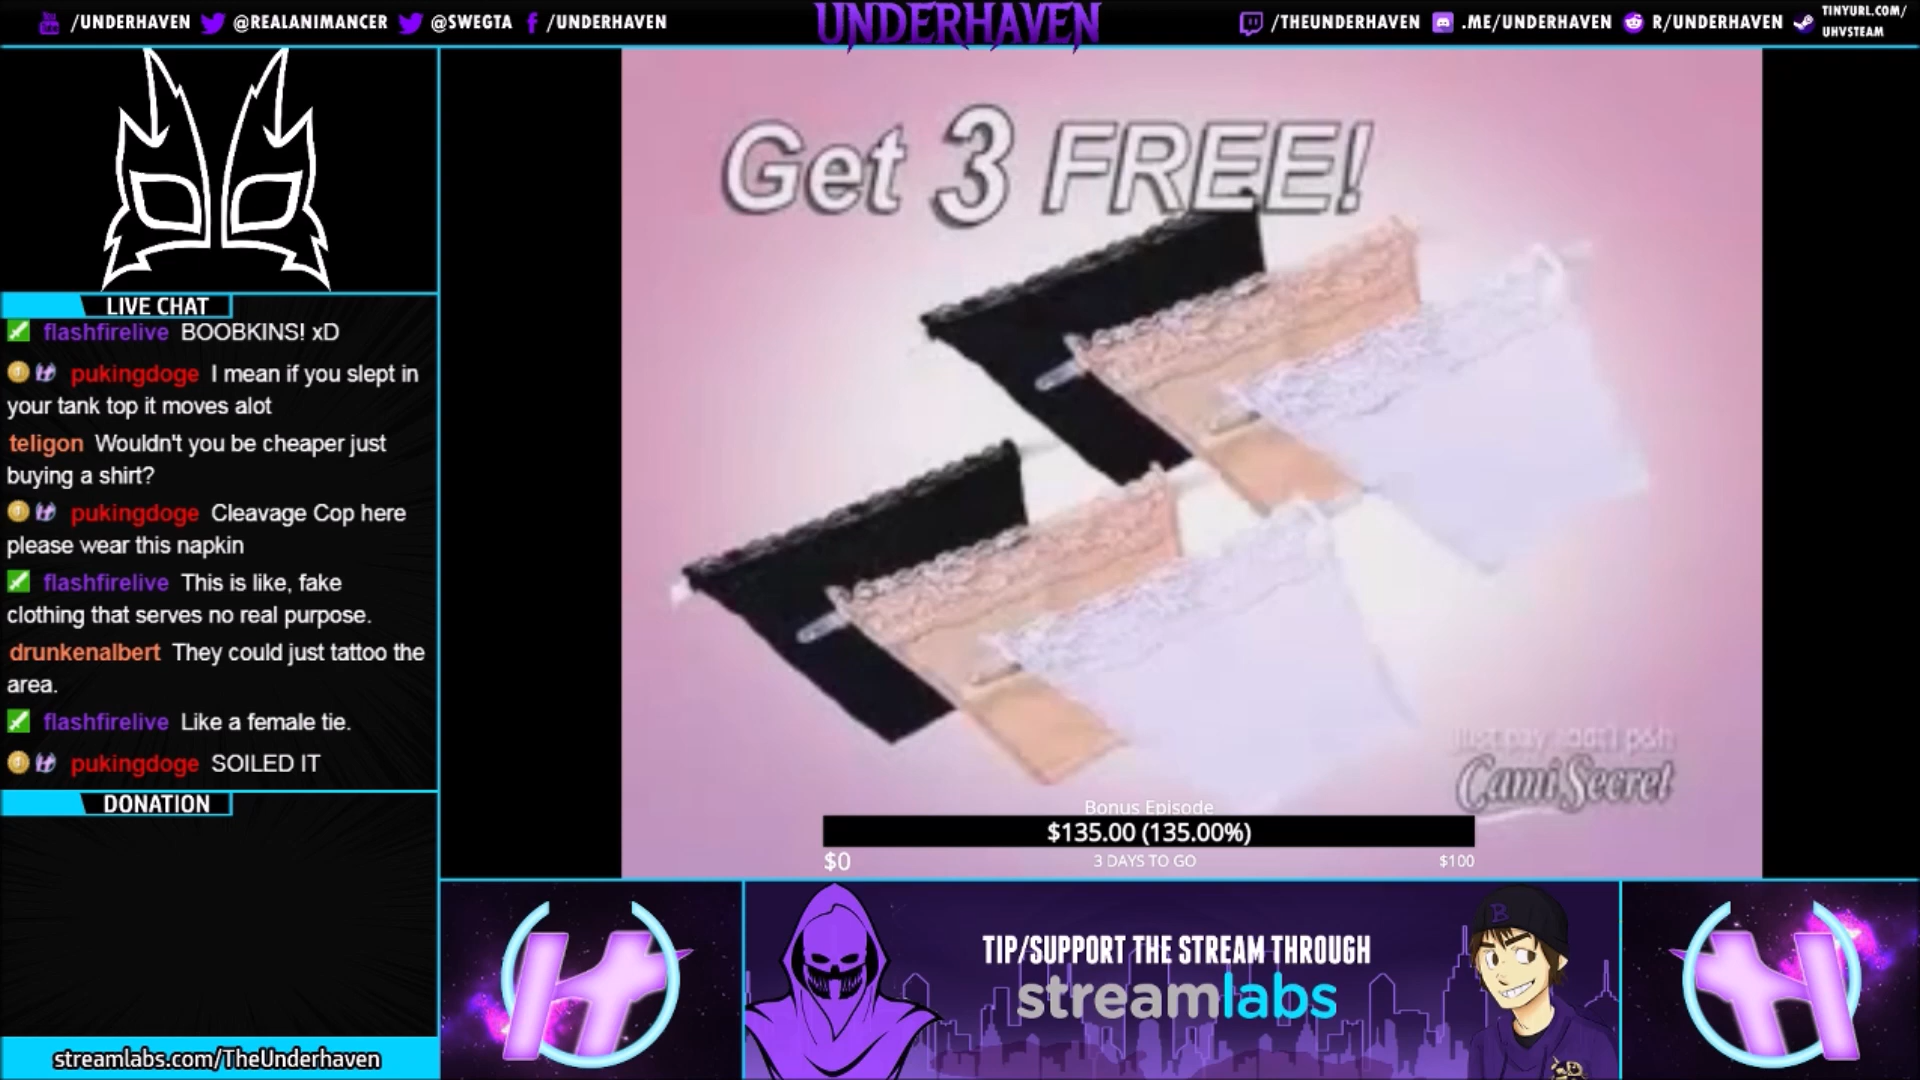 /UNDERHAVEN @REALANIMANCER @SWEGTA /UNDERHAVEN
UNDERHAVEN
/THEUNDERHAVEN .ME/UNDERHAVEN R/UNDERHAVEN TINYURL.COM/
UHVSTEAM
LIVE CHAT
flashfirelive BOOBKINS! xD
pukingdoge I mean if you slept in
your tank top it moves alot
teligon Wouldn't you be cheaper just
buying a shirt?
pukingdoge Cleavage Cop here
please wear this napkin
flashfirelive This is like, fake
clothing that serves no real purpose.
drunkenalbert They could just tattoo the
area.
flashfirelive Like a female tie.
pukingdoge SOILED IT
DONATION
streamlabs.com/TheUnderhaven
Get 3 FREE!
Just pay add'l p&h
Cami Secret
Bonus Episode
$135.00 (135.00%)
$0 3 DAYS TO GO $100
TIP/SUPPORT THE STREAM THROUGH
streamlabs
B